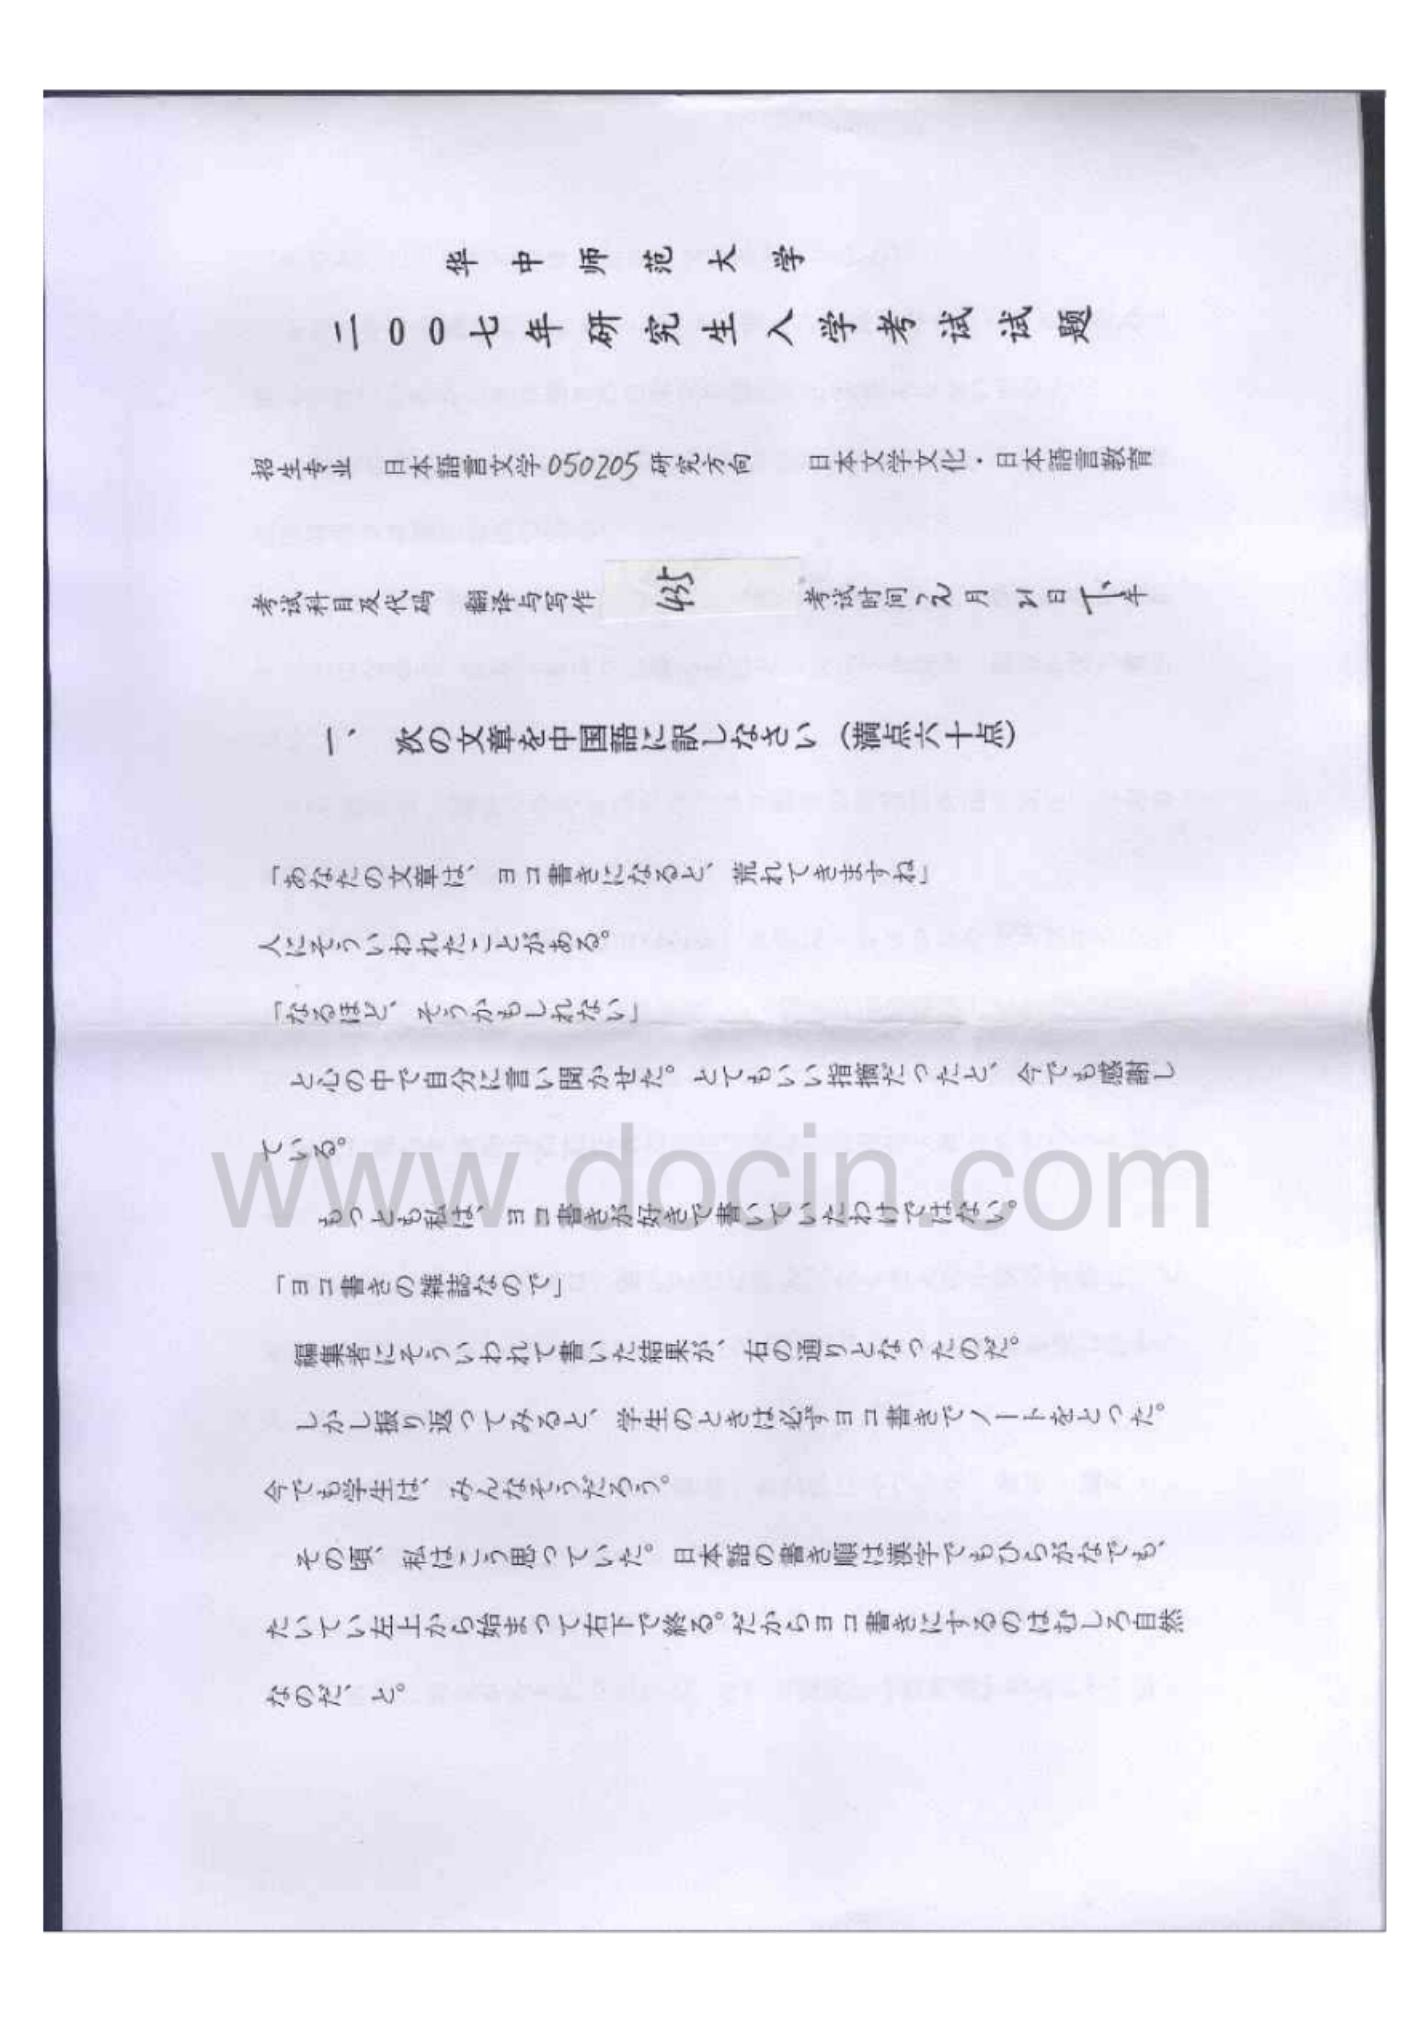 华中师范大学
二00七年研究生入学考试试题
招生专业 日本語言文学 050205 研究方向 日本文学文化・日本語言教育
考试科目及代码 翻译与写作 435 考试时间 元月 21日 下午
一、 次の文章を中国語に訳しなさい（満点六十点）
「あなたの文章は、ヨコ書きになると、荒れてきますね」
人にそういわれたことがある。
「なるほど、そうかもしれない」
と心の中で自分に言い聞かせた。とてもいい指摘だったと、今でも感謝し
ている。
もっとも私は、ヨコ書きが好きで書いていたわけではない。
「ヨコ書きの雑誌なので」
編集者にそういわれて書いた結果が、右の通りとなったのだ。
しかし振り返ってみると、学生のときは必ずヨコ書きでノートをとった。
今でも学生は、みんなそうだろう。
その頃、私はこう思っていた。日本語の書き順は漢字でもひらがなでも、
たいてい左上から始まって右下で終る。だからヨコ書きにするのはむしろ自然
なのだ、と。
www.docin.com